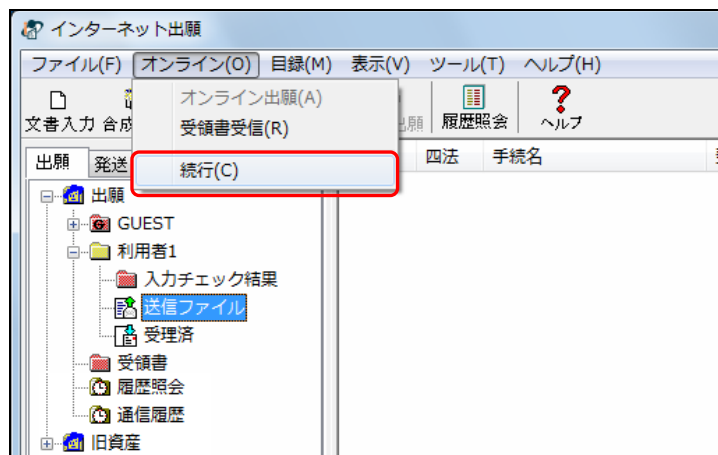 インターネット出願
ファイル(F) オンライン(O) 目録(M) 表示(V) ツール(T) ヘルプ(H)
オンライン出願(A)
受領書受信(R)
続行(C)
文書入力 合成 出願 履歴照会 ヘルプ
出願 発送 四法 手続名
出願
GUEST
利用者1
入力チェック結果
送信ファイル
受理済
受領書
履歴照会
通信履歴
旧資産